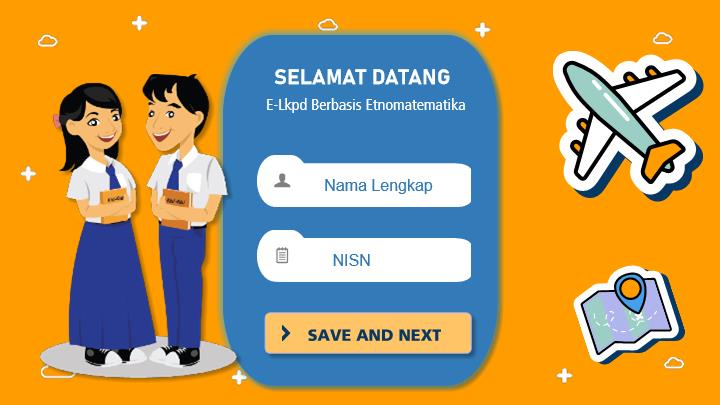 SELAMAT DATANG
E-Lkpd Berbasis Etnomatematika
Nama Lengkap
NISN
SAVE AND NEXT